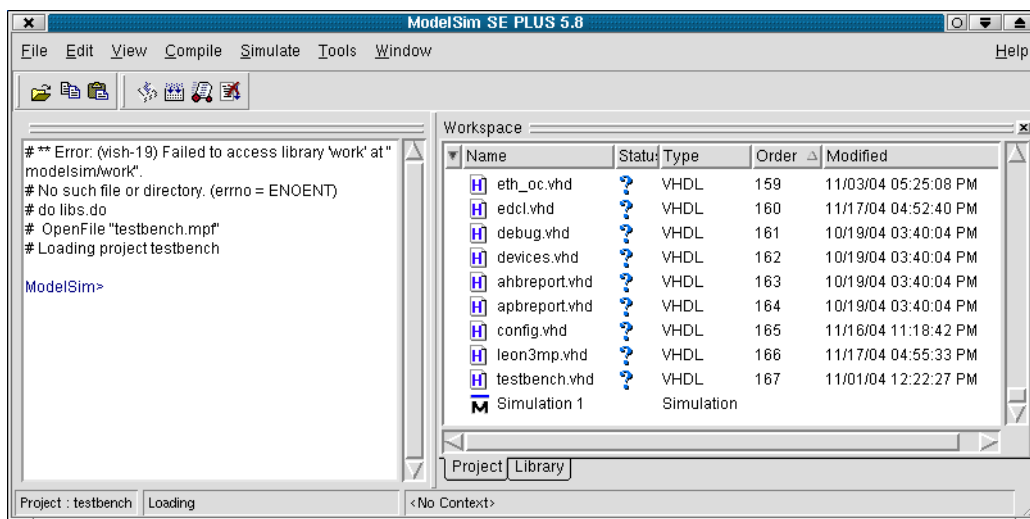 ModelSim SE PLUS 5.8
File Edit View Compile Simulate Tools Window Help
# ** Error: (vish-19) Failed to access library 'work' at "
modelsim/work".
# No such file or directory. (errno = ENOENT)
# do libs.do
#  OpenFile "testbench.mpf"
# Loading project testbench
ModelSim>
Workspace
Name Status Type Order Modified
eth_oc.vhd ? VHDL 159 11/03/04 05:25:08 PM
edcl.vhd ? VHDL 160 11/17/04 04:52:40 PM
debug.vhd ? VHDL 161 10/19/04 03:40:04 PM
devices.vhd ? VHDL 162 10/19/04 03:40:04 PM
ahbreport.vhd ? VHDL 163 10/19/04 03:40:04 PM
apbreport.vhd ? VHDL 164 10/19/04 03:40:04 PM
config.vhd ? VHDL 165 11/16/04 11:18:42 PM
leon3mp.vhd ? VHDL 166 11/17/04 04:55:33 PM
testbench.vhd ? VHDL 167 11/01/04 12:22:27 PM
Simulation 1 Simulation
Project Library
Project : testbench Loading <No Context>